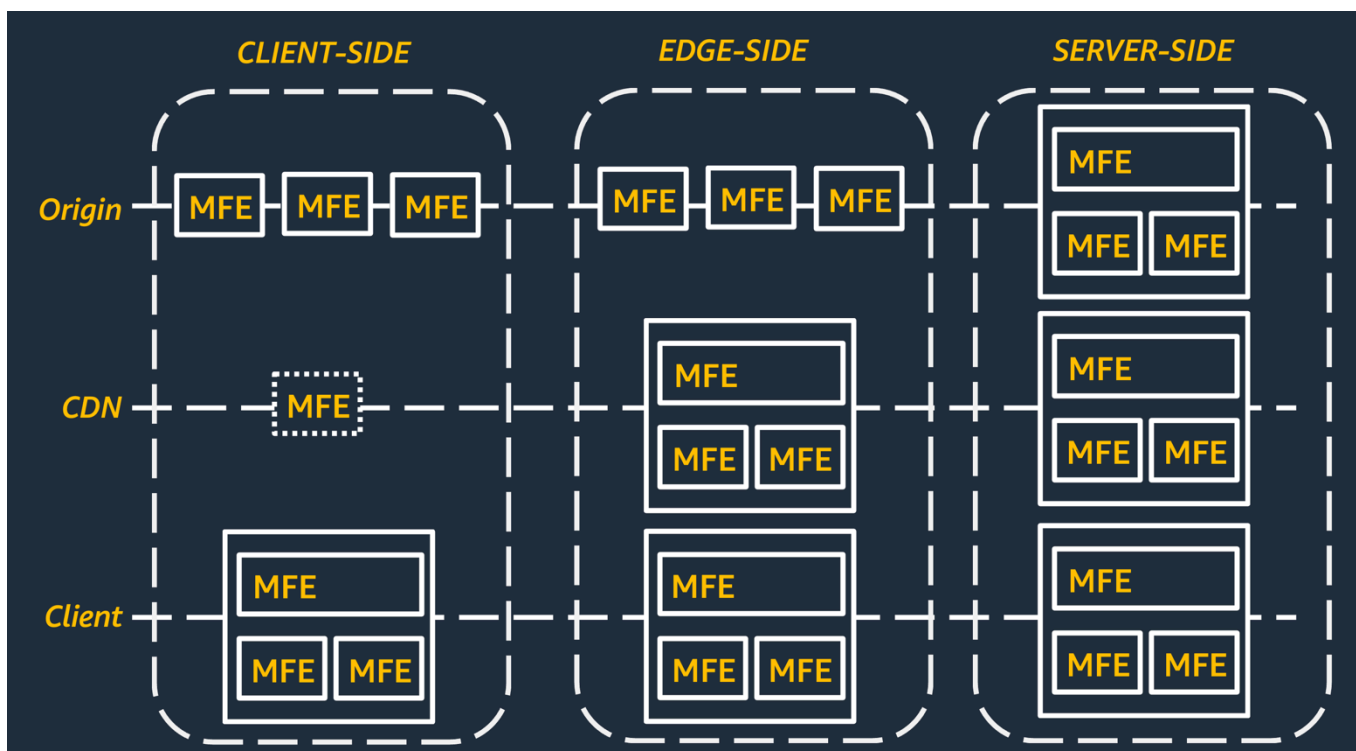 CLIENT-SIDE EDGE-SIDE SERVER-SIDE
MFE
Origin MFE MFE MFE MFE MFE MFE
MFE MFE
MFE MFE
CDN MFE
MFE MFE MFE MFE
MFE MFE MFE
Client
MFE MFE MFE MFE MFE MFE